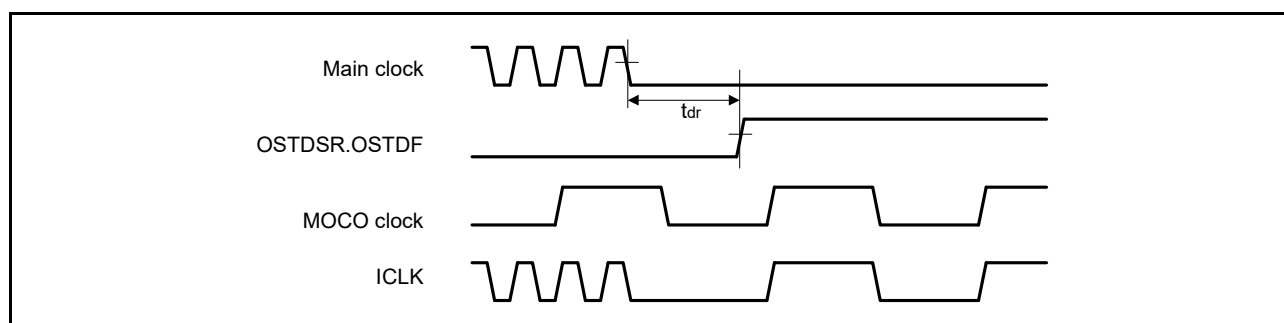 Main clock
tdr
OSTDSR.OSTDF
MOCO clock
ICLK